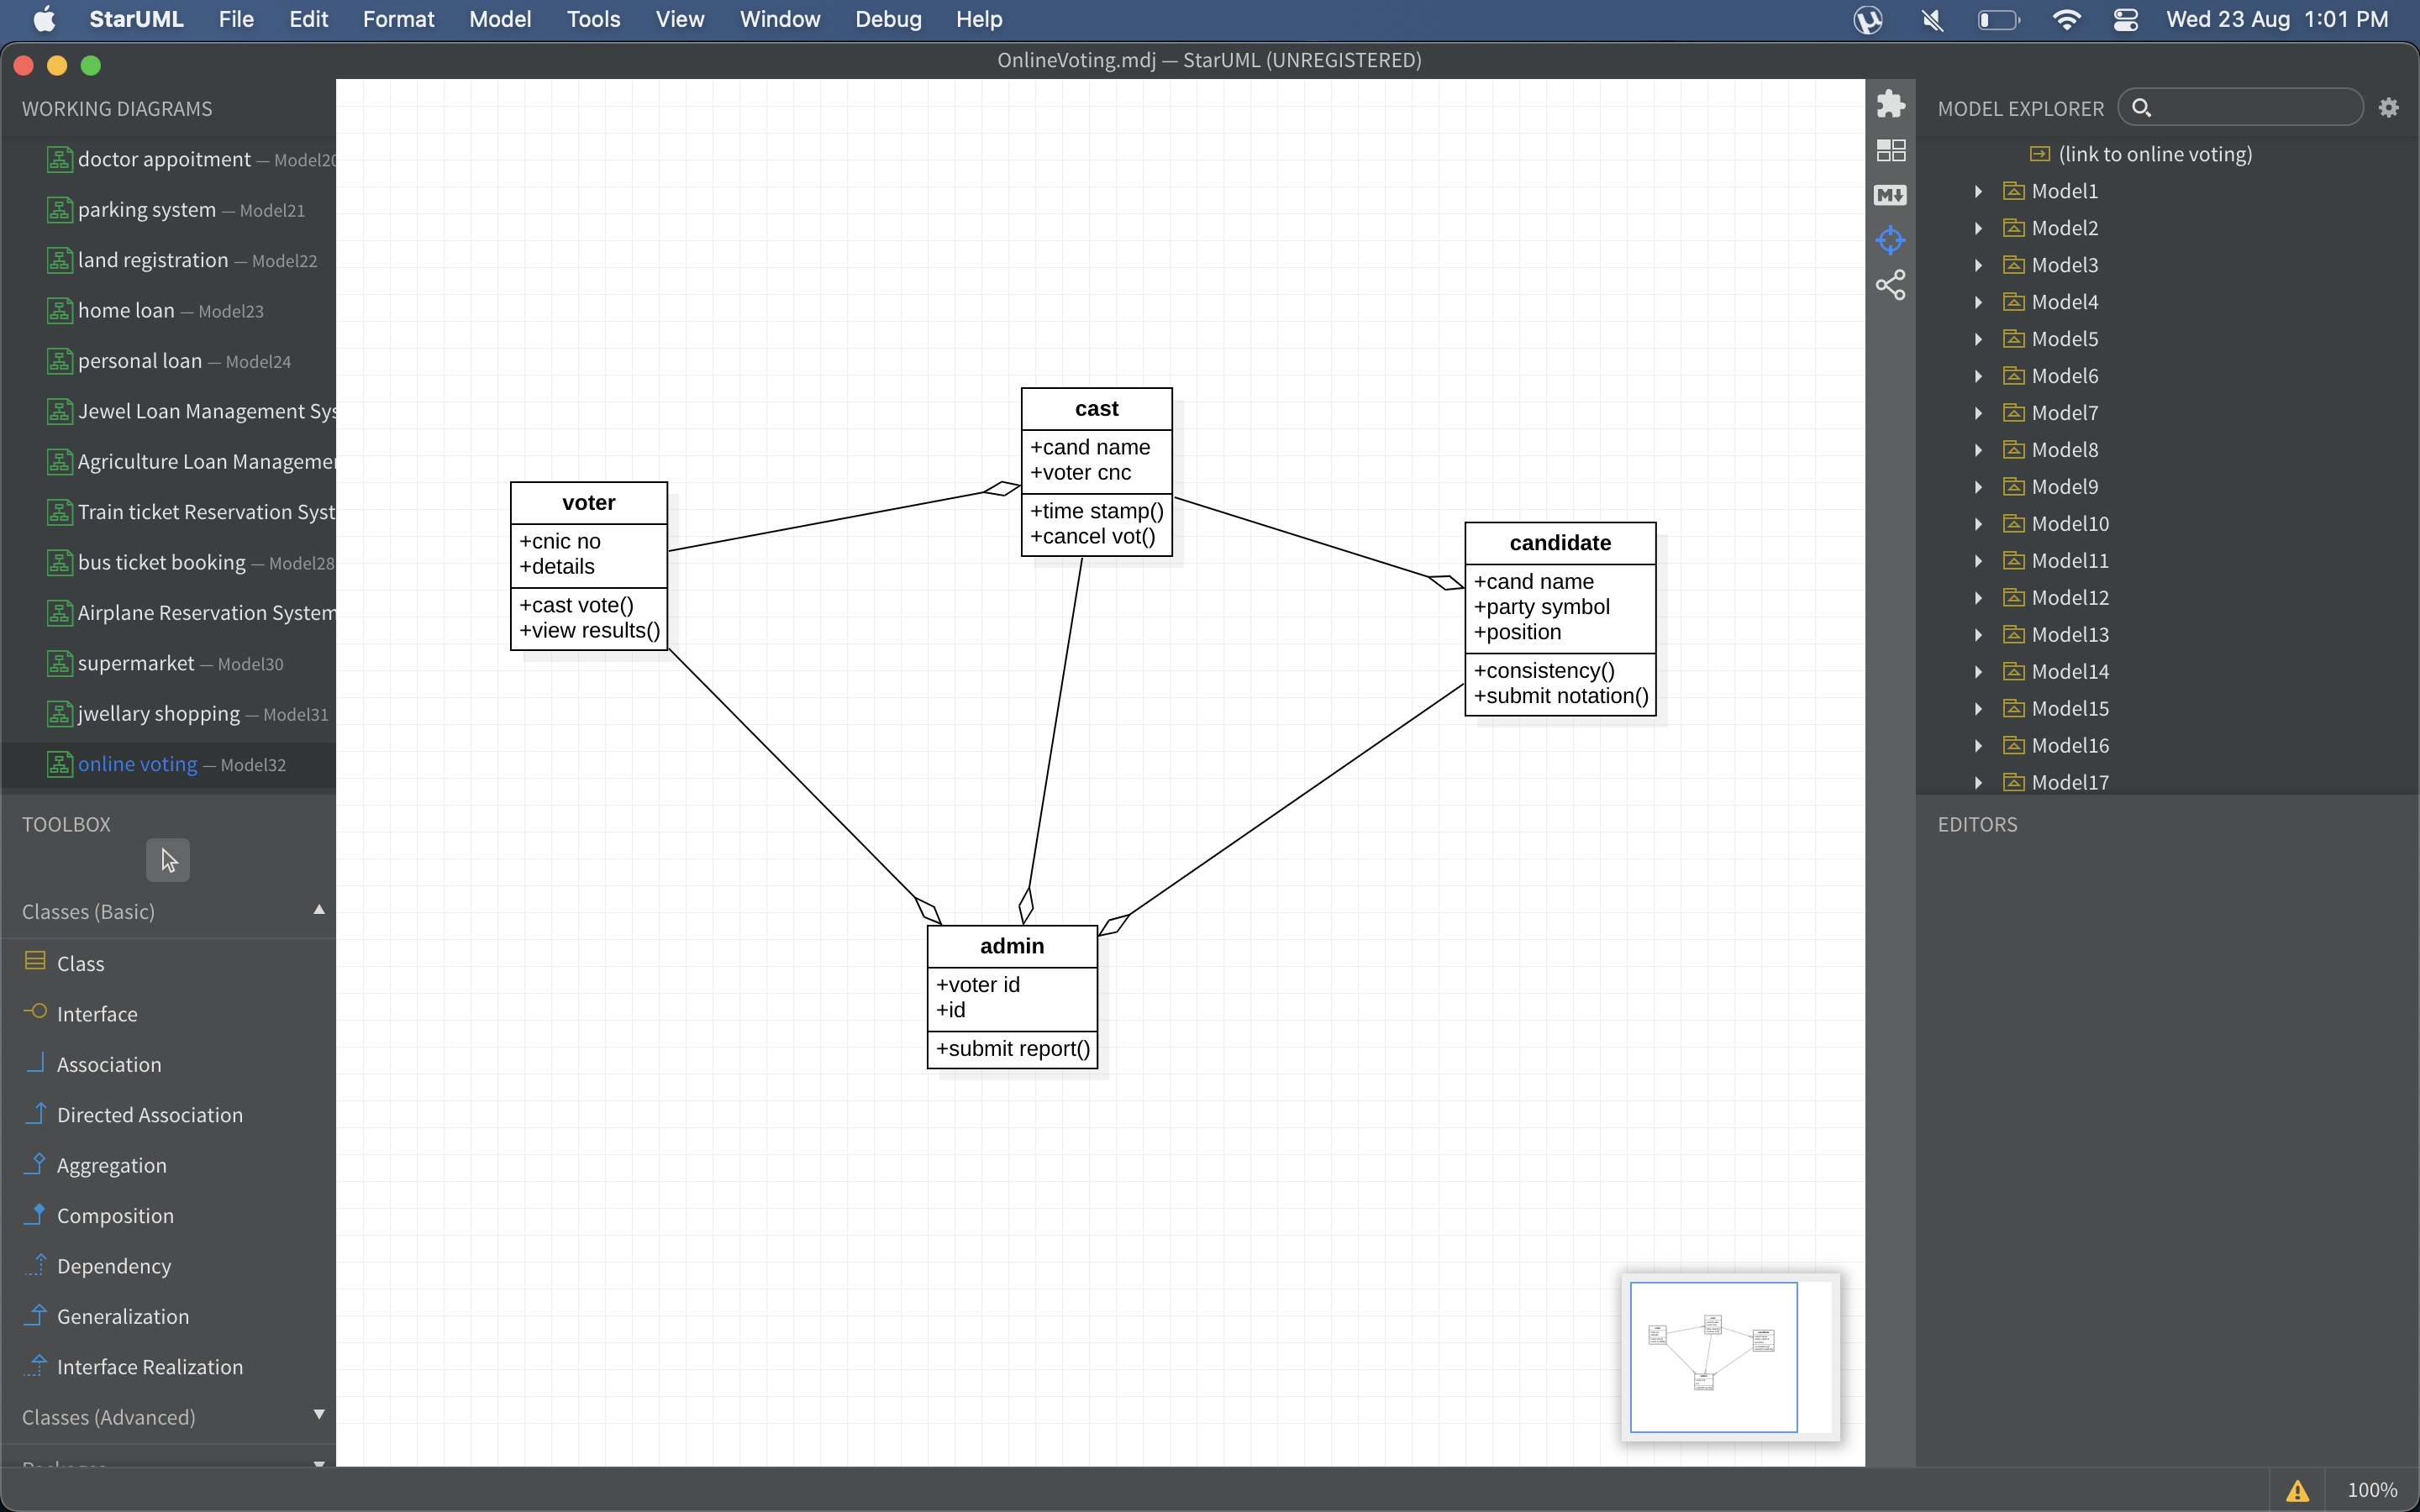 StarUML File Edit Format Model Tools View Window Debug Help Wed 23 Aug 1:01 PM
OnlineVoting.mdj — StarUML (UNREGISTERED)
WORKING DIAGRAMS
doctor appoitment — Model20
parking system — Model21
land registration — Model22
home loan — Model23
personal loan — Model24
Jewel Loan Management Sys
Agriculture Loan Manageme
Train ticket Reservation Syst
bus ticket booking — Model28
Airplane Reservation System
supermarket — Model30
jwellary shopping — Model31
online voting — Model32
TOOLBOX
Classes (Basic)
Class
Interface
Association
Directed Association
Aggregation
Composition
Dependency
Generalization
Interface Realization
Classes (Advanced)
voter
+cnic no
+details
+cast vote()
+view results()
cast
+cand name
+voter cnc
+time stamp()
+cancel vot()
candidate
+cand name
+party symbol
+position
+consistency()
+submit notation()
admin
+voter id
+id
+submit report()
M
MODEL EXPLORER
(link to online voting)
Model1
Model2
Model3
Model4
Model5
Model6
Model7
Model8
Model9
Model10
Model11
Model12
Model13
Model14
Model15
Model16
Model17
EDITORS
100%